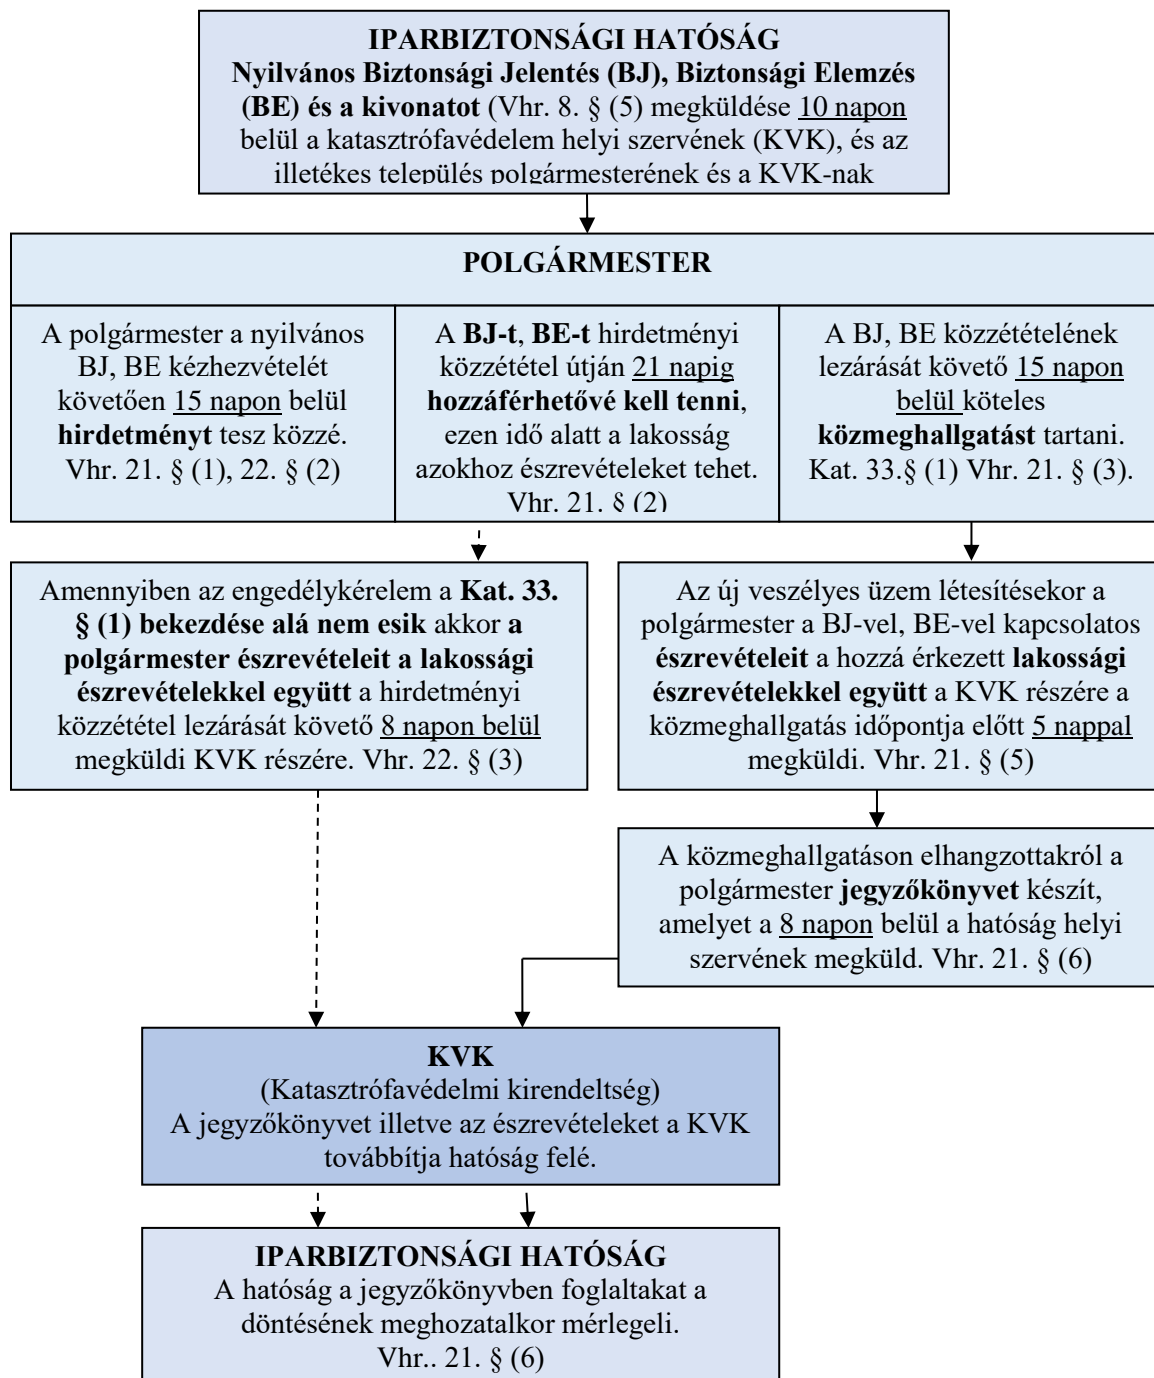 IPARBIZTONSÁGI HATÓSÁG
Nyilvános Biztonsági Jelentés (BJ), Biztonsági Elemzés
(BE) és a kivonatot (Vhr. 8. § (5) megküldése 10 napon
belül a katasztrófavédelem helyi szervének (KVK), és az
illetékes település polgármesterének és a KVK-nak
POLGÁRMESTER
A polgármester a nyilvános
BJ, BE kézhezvételét
követően 15 napon belül
hirdetményt tesz közzé.
Vhr. 21. § (1), 22. § (2)
A BJ-t, BE-t hirdetményi
közzététel útján 21 napig
hozzáférhetővé kell tenni,
ezen idő alatt a lakosság
azokhoz észrevételeket tehet.
Vhr. 21. § (2)
A BJ, BE közzétételének
lezárását követő 15 napon
belül köteles
közmeghallgatást tartani.
Kat. 33.§ (1) Vhr. 21. § (3).
Amennyiben az engedélykérelem a Kat. 33.
§ (1) bekezdése alá nem esik akkor a
polgármester észrevételeit a lakossági
észrevételekkel együtt a hirdetményi
közzététel lezárását követő 8 napon belül
megküldi KVK részére. Vhr. 22. § (3)
Az új veszélyes üzem létesítésekor a
polgármester a BJ-vel, BE-vel kapcsolatos
észrevételeit a hozzá érkezett lakossági
észrevételekkel együtt a KVK részére a
közmeghallgatás időpontja előtt 5 nappal
megküldi. Vhr. 21. § (5)
A közmeghallgatáson elhangzottakról a
polgármester jegyzőkönyvet készít,
amelyet a 8 napon belül a hatóság helyi
szervének megküld. Vhr. 21. § (6)
KVK
(Katasztrófavédelmi kirendeltség)
A jegyzőkönyvet illetve az észrevételeket a KVK
továbbítja hatóság felé.
IPARBIZTONSÁGI HATÓSÁG
A hatóság a jegyzőkönyvben foglaltakat a
döntésének meghozatalkor mérlegeli.
Vhr.. 21. § (6)